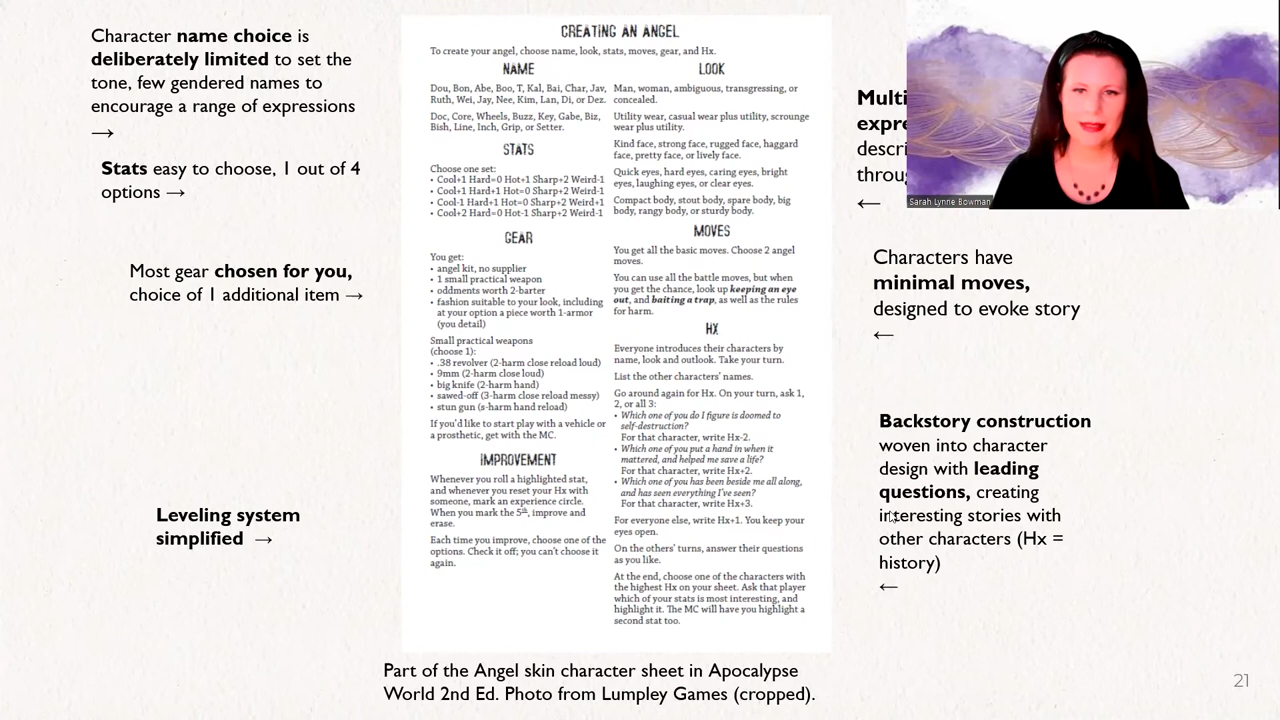 Character name choice is
deliberately limited to set the
tone, few gendered names to
encourage a range of expressions
→
Stats easy to choose, 1 out of 4
options →
Most gear chosen for you,
choice of 1 additional item →
Leveling system
simplified →
CREATING AN ANGEL
To create your angel, choose name, look, stats, moves, gear, and Hx.
NAME
Dou, Bon, Abe, Boo, T, Kal, Bai, Char, Jav,
Ruth, Wei, Jay, Nee, Kim, Lan, Di, or Dez.
Doc, Core, Wheels, Buzz, Key, Gabe, Biz,
Bish, Line, Inch, Grip, or Setter.
STATS
Choose one set:
• Cool+1 Hard=0 Hot+1 Sharp+2 Weird-1
• Cool+1 Hard+1 Hot=0 Sharp+2 Weird-1
• Cool-1 Hard+1 Hot=0 Sharp+2 Weird+1
• Cool+2 Hard=0 Hot-1 Sharp+2 Weird-1
GEAR
You get:
• angel kit, no supplier
• 1 small practical weapon
• oddments worth 2-barter
• fashion suitable to your look, including
at your option a piece worth 1-armor
(you detail)
Small practical weapons
(choose 1):
• .38 revolver (2-harm close reload loud)
• 9mm (2-harm close loud)
• big knife (2-harm hand)
• sawed-off (3-harm close reload messy)
• stun gun (s-harm hand reload)
If you'd like to start play with a vehicle or
a prosthetic, get with the MC.
IMPROVEMENT
Whenever you roll a highlighted stat,
and whenever you reset your Hx with
someone, mark an experience circle.
When you mark the 5th, improve and
erase.
Each time you improve, choose one of the
options. Check it off; you can't choose it
again.
LOOK
Man, woman, ambiguous, transgressing, or
concealed.
Utility wear, casual wear plus utility, scrounge
wear plus utility.
Kind face, strong face, rugged face, haggard
face, pretty face, or lively face.
Quick eyes, hard eyes, caring eyes, bright
eyes, laughing eyes, or clear eyes.
Compact body, stout body, spare body, big
body, rangy body, or sturdy body.
MOVES
You get all the basic moves. Choose 2 angel
moves.
You can use all the battle moves, but when
you get the chance, look up keeping an eye
out, and baiting a trap, as well as the rules
for harm.
HX
Everyone introduces their characters by
name, look and outlook. Take your turn.
List the other characters' names.
Go around again for Hx. On your turn, ask 1,
2, or all 3:
• Which one of you do I figure is doomed to
self-destruction?
For that character, write Hx-2.
• Which one of you put a hand in when it
mattered, and helped me save a life?
For that character, write Hx+2.
• Which one of you has been beside me all along,
and has seen everything I've seen?
For that character, write Hx+3.
For everyone else, write Hx+1. You keep your
eyes open.
On the others' turns, answer their questions
as you like.
At the end, choose one of the characters with
the highest Hx on your sheet. Ask that player
which of your stats is most interesting, and
highlight it. The MC will have you highlight a
second stat too.
Part of the Angel skin character sheet in Apocalypse
World 2nd Ed. Photo from Lumpley Games (cropped).
Multi
expre
descri
throug
←
Sarah Lynne Bowman
Characters have
minimal moves,
designed to evoke story
←
Backstory construction
woven into character
design with leading
questions, creating
interesting stories with
other characters (Hx =
history)
←
21